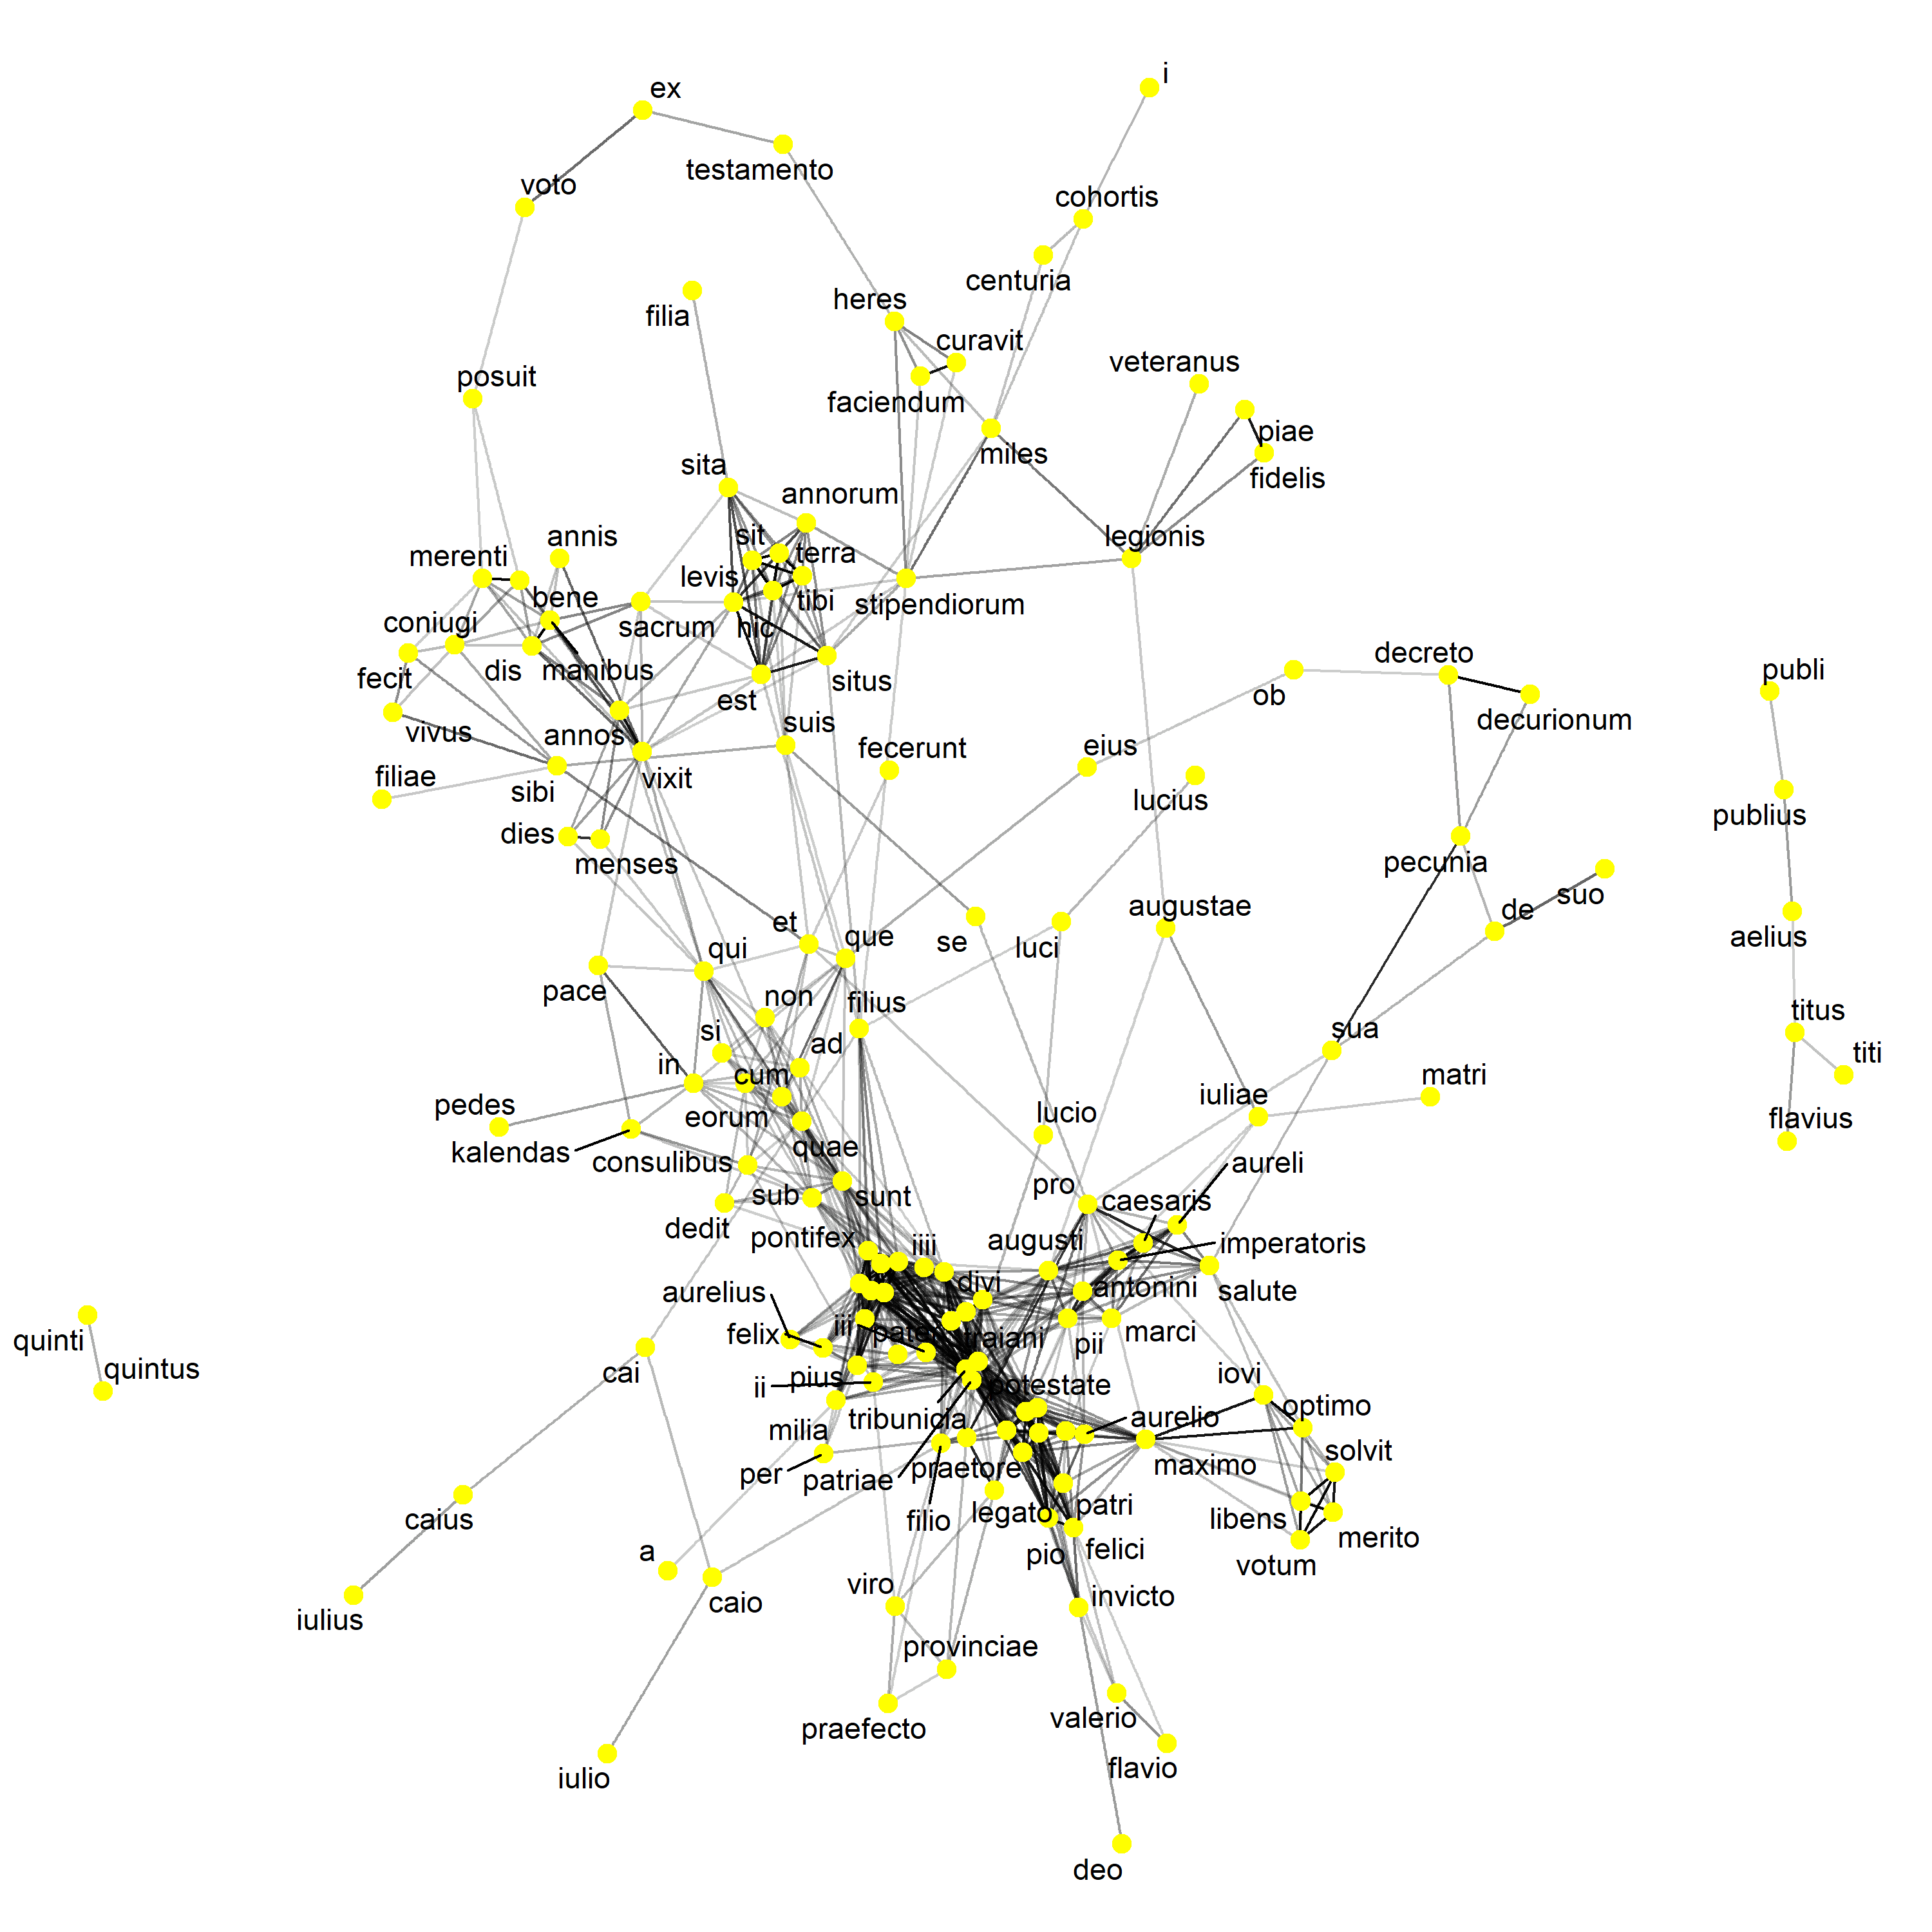 i
ex
testamento
voto
cohortis
centuria
heres
filia
curavit
veteranus
posuit
faciendum
piae
miles
sita
fidelis
annorum
annis
sit
legionis
merenti
terra
levis
bene
tibi
stipendiorum
coniugi
sacrum
hic
decreto
dis
manibus
publi
fecit
situs
ob
est
decurionum
vivus
annos
suis
fecerunt
eius
filiae
vixit
sibi
lucius
publius
dies
menses
pecunia
suo
augustae
de
et
que
se
luci
aelius
qui
pace
non
filius
titus
si
ad
sua
in
cum
matri
titi
pedes
eorum
lucio
iuliae
flavius
kalendas
consulibus
quae
aureli
pro
sub
sunt
caesaris
dedit
pontifex
iiii
augusti
imperatoris
divi
aurelius
antonini
salute
quinti
felix
iii
pater
traiani
marci
pii
quintus
cai
iovi
ii
pius
potestate
optimo
milia
tribunicia
aurelio
solvit
per
patriae
praetore
maximo
patri
caius
filio
legato
libens
merito
a
pio
felici
votum
viro
caio
invicto
iulius
provinciae
valerio
praefecto
flavio
iulio
deo